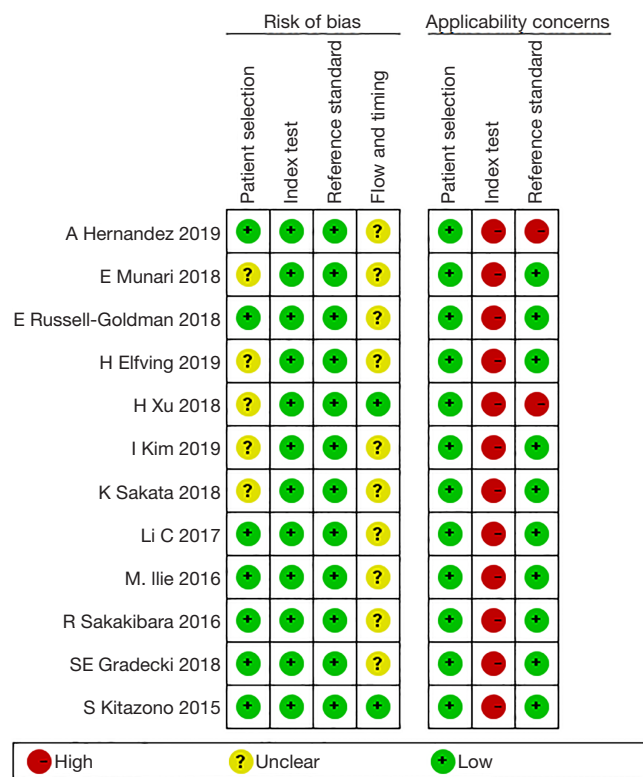 Risk of bias
Applicability concerns
Patient selection
Index test
Reference standard
Flow and timing
Patient selection
Index test
Reference standard
A Hernandez 2019 + + + ? + - -
E Munari 2018 ? + + ? + - +
E Russell-Goldman 2018 + + + ? + - +
H Elfving 2019 ? + + ? + - +
H Xu 2018 ? + + + + - -
I Kim 2019 ? + + ? + - +
K Sakata 2018 ? + + ? + - +
Li C 2017 + + + ? + - +
M. Ilie 2016 + + + ? + - +
R Sakakibara 2016 + + + ? + - +
SE Gradecki 2018 + + + ? + - +
S Kitazono 2015 + + + + + - +
- High ? Unclear + Low